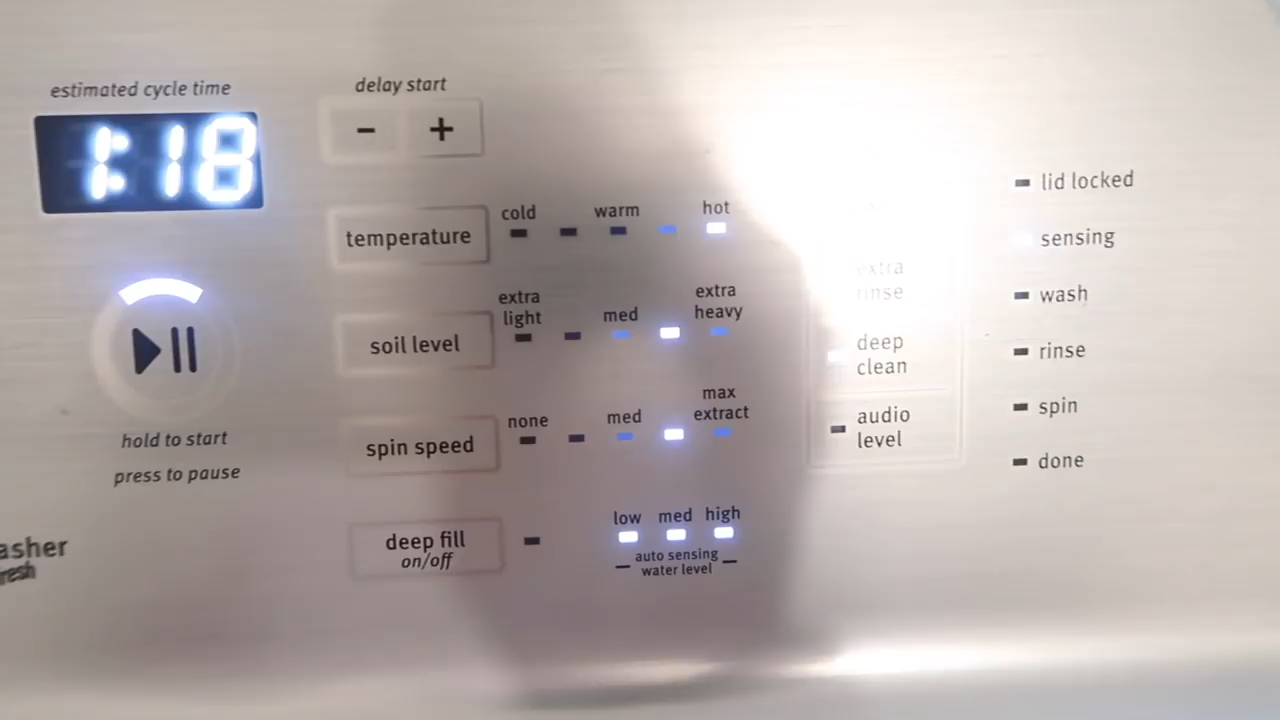 estimated cycle time
1:18
hold to start
press to pause
asher
fresh
delay start
- +
temperature
cold warm hot
soil level
extra light
med
extra heavy
spin speed
none
med
max extract
deep fill
on/off
low med high
auto sensing
water level
extra
rinse
deep
clean
audio
level
lid locked
sensing
wash
rinse
spin
done